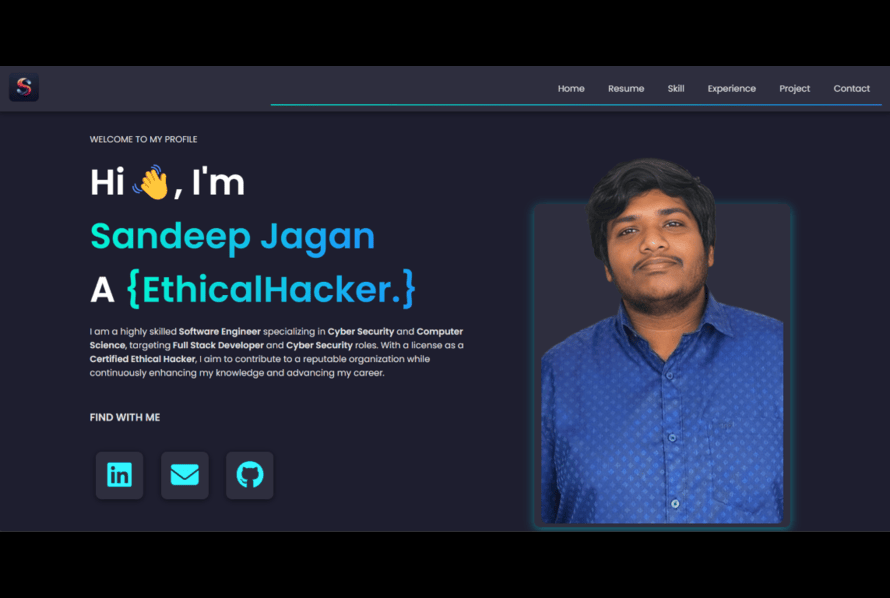 S
Home Resume Skill Experience Project Contact
WELCOME TO MY PROFILE
Hi 👋, I'm
Sandeep Jagan
A {EthicalHacker.}
I am a highly skilled Software Engineer specializing in Cyber Security and Computer
Science, targeting Full Stack Developer and Cyber Security roles. With a license as a
Certified Ethical Hacker, I aim to contribute to a reputable organization while
continuously enhancing my knowledge and advancing my career.
FIND WITH ME
in